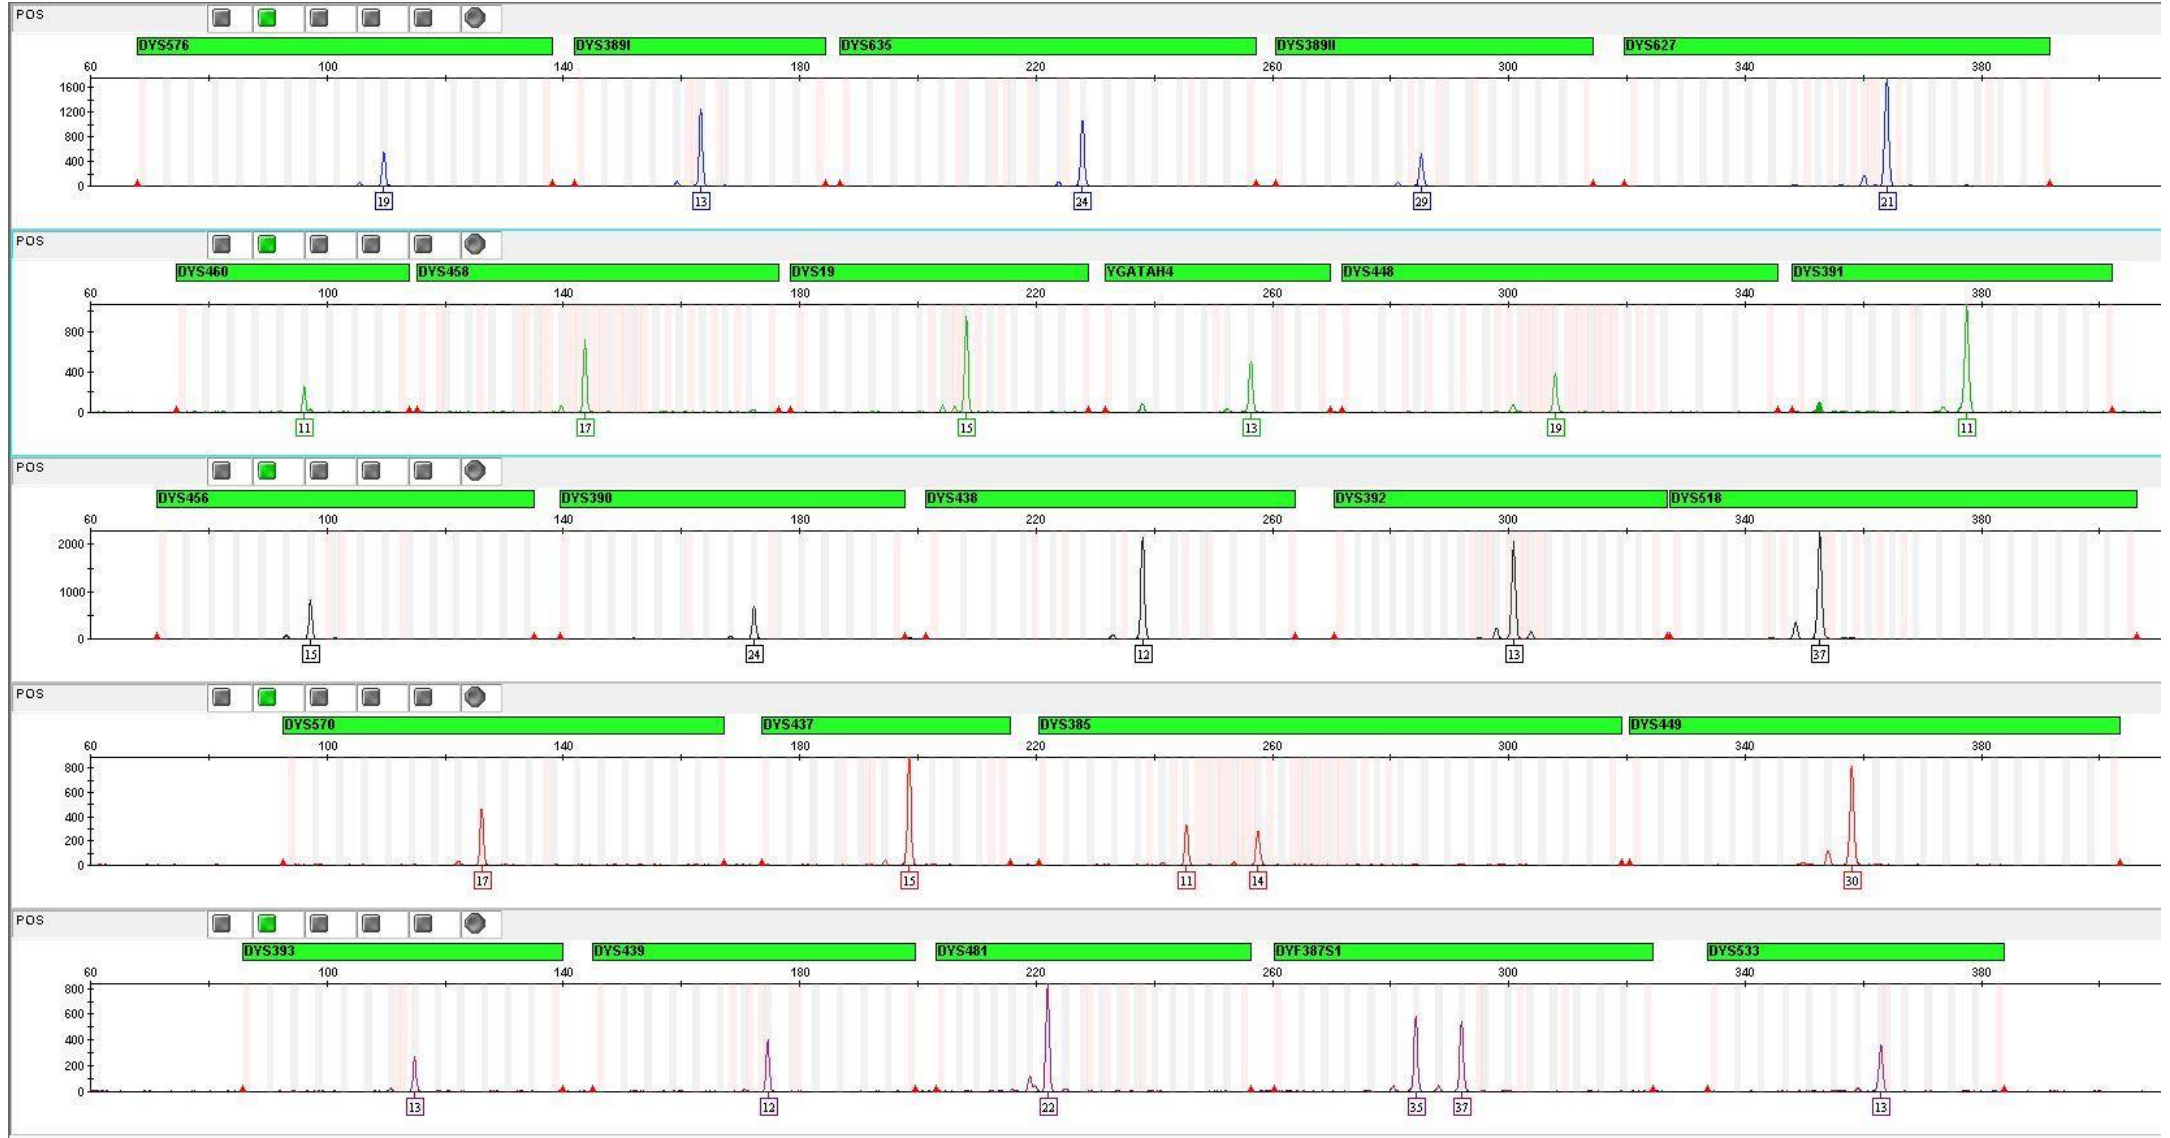 POS
DYS576 DYS389I DYS635 DYS389II DYS627
60 100 140 180 220 260 300 340 380
1600
1200
800
400
0
19 13 24 29 21
POS
DYS460 DYS458 DYS19 YGATAH4 DYS448 DYS391
60 100 140 180 220 260 300 340 380
800
400
0
11 17 15 13 19 11
POS
DYS456 DYS390 DYS438 DYS392 DYS518
60 100 140 180 220 260 300 340 380
2000
1000
0
15 24 12 13 37
POS
DYS570 DYS437 DYS385 DYS449
60 100 140 180 220 260 300 340 380
800
600
400
200
0
17 15 11 14 30
POS
DYS393 DYS439 DYS481 DYF387S1 DYS533
60 100 140 180 220 260 300 340 380
800
600
400
200
0
13 12 22 35 37 13